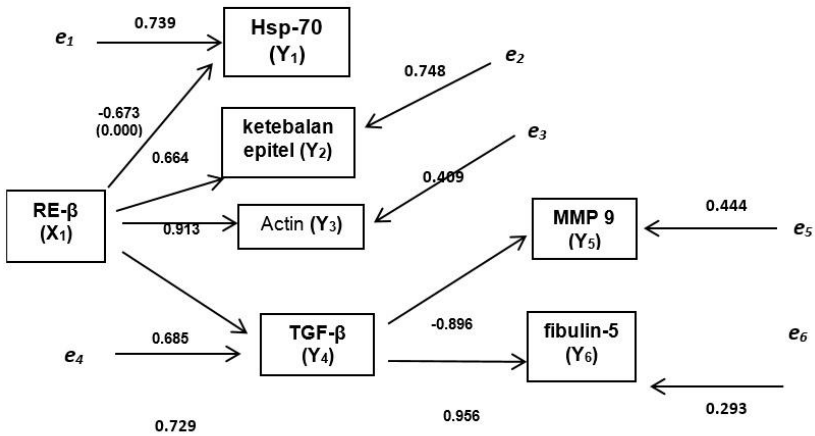 0.739
Hsp-70
(Y₁)
e₁
e₂
0.748
-0.673
(0.000)
ketebalan
epitel (Y₂)
e₃
0.664
0.409
RE-β
(X₁)
Actin (Y₃)
0.913
MMP 9
(Y₅)
0.444
e₅
TGF-β
(Y₄)
-0.896
fibulin-5
(Y₆)
e₆
e₄
0.685
0.729
0.956
0.293